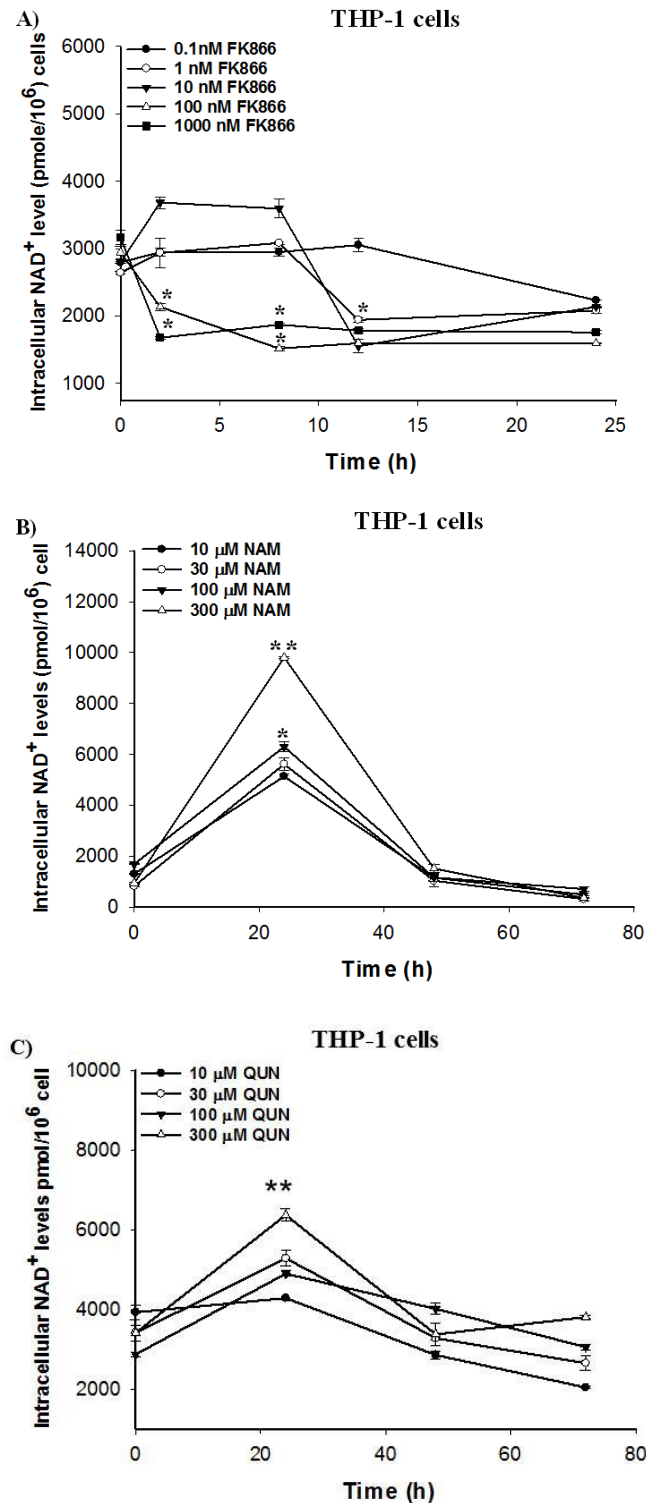 A)
THP-1 cells
0.1nM FK866
1 nM FK866
10 nM FK866
100 nM FK866
1000 nM FK866
Intracellular NAD+ level (pmole/10^6) cells
6000
5000
4000
3000
2000
1000
*
*
*
*
*
0 5 10 15 20 25
Time (h)
B)
THP-1 cells
10 μM NAM
30 μM NAM
100 μM NAM
300 μM NAM
Intracellular NAD+ levels (pmol/10^6) cell
14000
12000
10000
8000
6000
4000
2000
0
**
*
0 20 40 60 80
Time (h)
C)
THP-1 cells
10 μM QUN
30 μM QUN
100 μM QUN
300 μM QUN
Intracellular NAD+ levels pmol/10^6 cell
10000
8000
6000
4000
2000
**
0 20 40 60 80
Time (h)